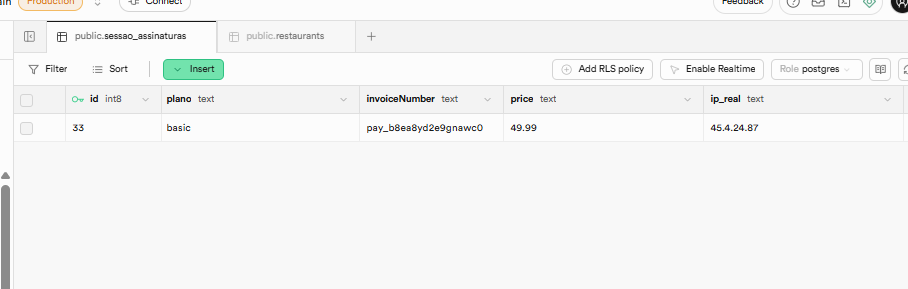 Production
Connect
Feedback
public.sessao_assinaturas
public.restaurants
Filter
Sort
Insert
Add RLS policy
Enable Realtime
Role postgres
id int8
plano text
invoiceNumber text
price text
ip_real text
33
basic
pay_b8ea8yd2e9gnawc0
49.99
45.4.24.87